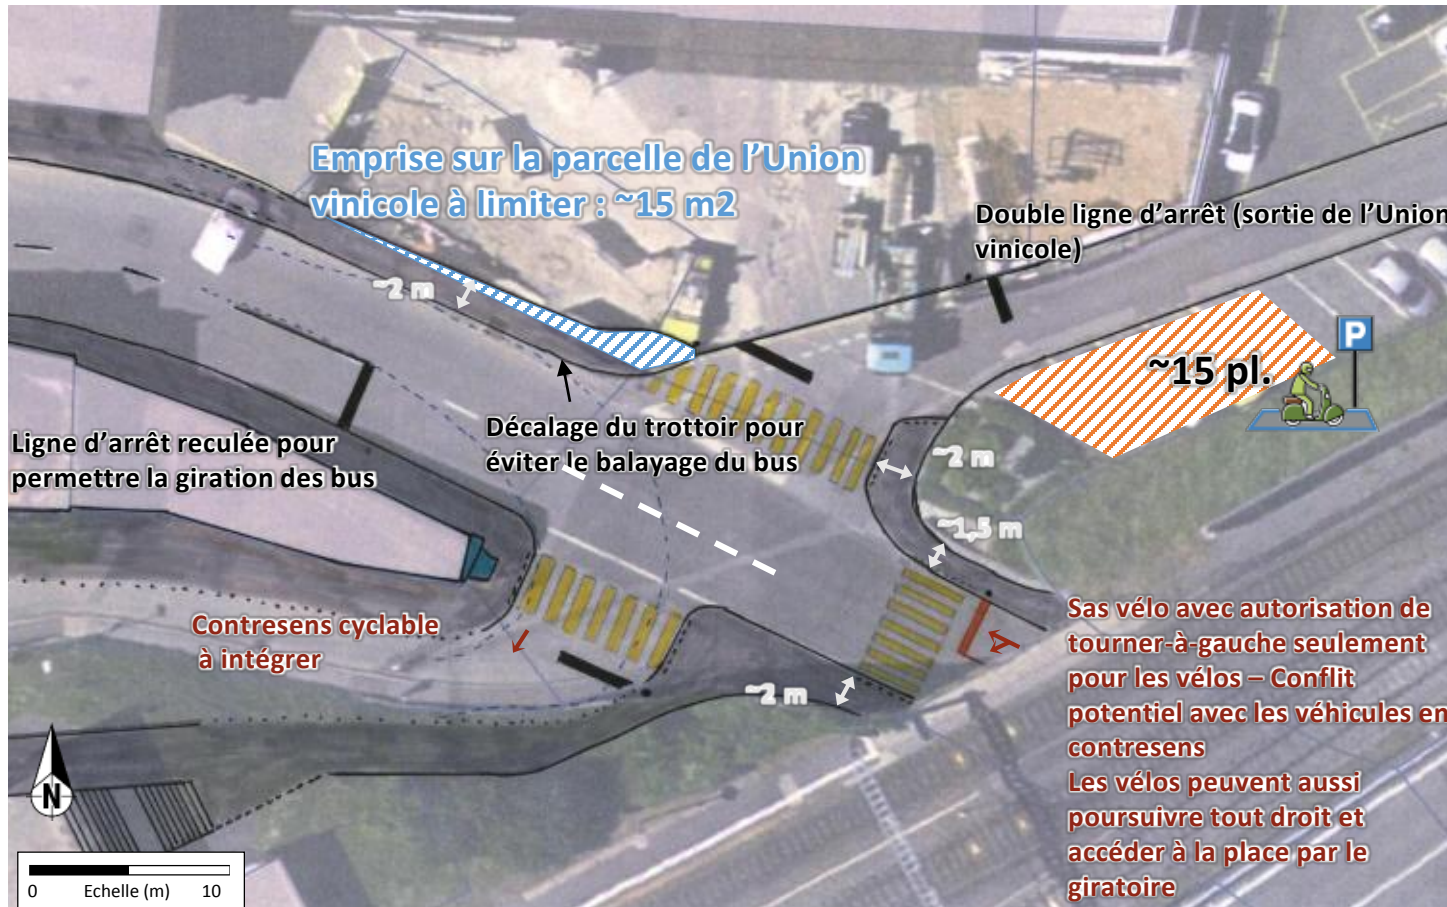 Emprise sur la parcelle de l’Union
vinicole à limiter : ~15 m2
Double ligne d’arrêt (sortie de l’Union
vinicole)
~2 m
P
~15 pl.
Ligne d’arrêt reculée pour
permettre la giration des bus
Décalage du trottoir pour
éviter le balayage du bus
~2 m
~1,5 m
Contresens cyclable
à intégrer
~2 m
Sas vélo avec autorisation de
tourner-à-gauche seulement
pour les vélos – Conflit
potentiel avec les véhicules en
contresens
Les vélos peuvent aussi
poursuivre tout droit et
accéder à la place par le
giratoire
N
0 Echelle (m) 10